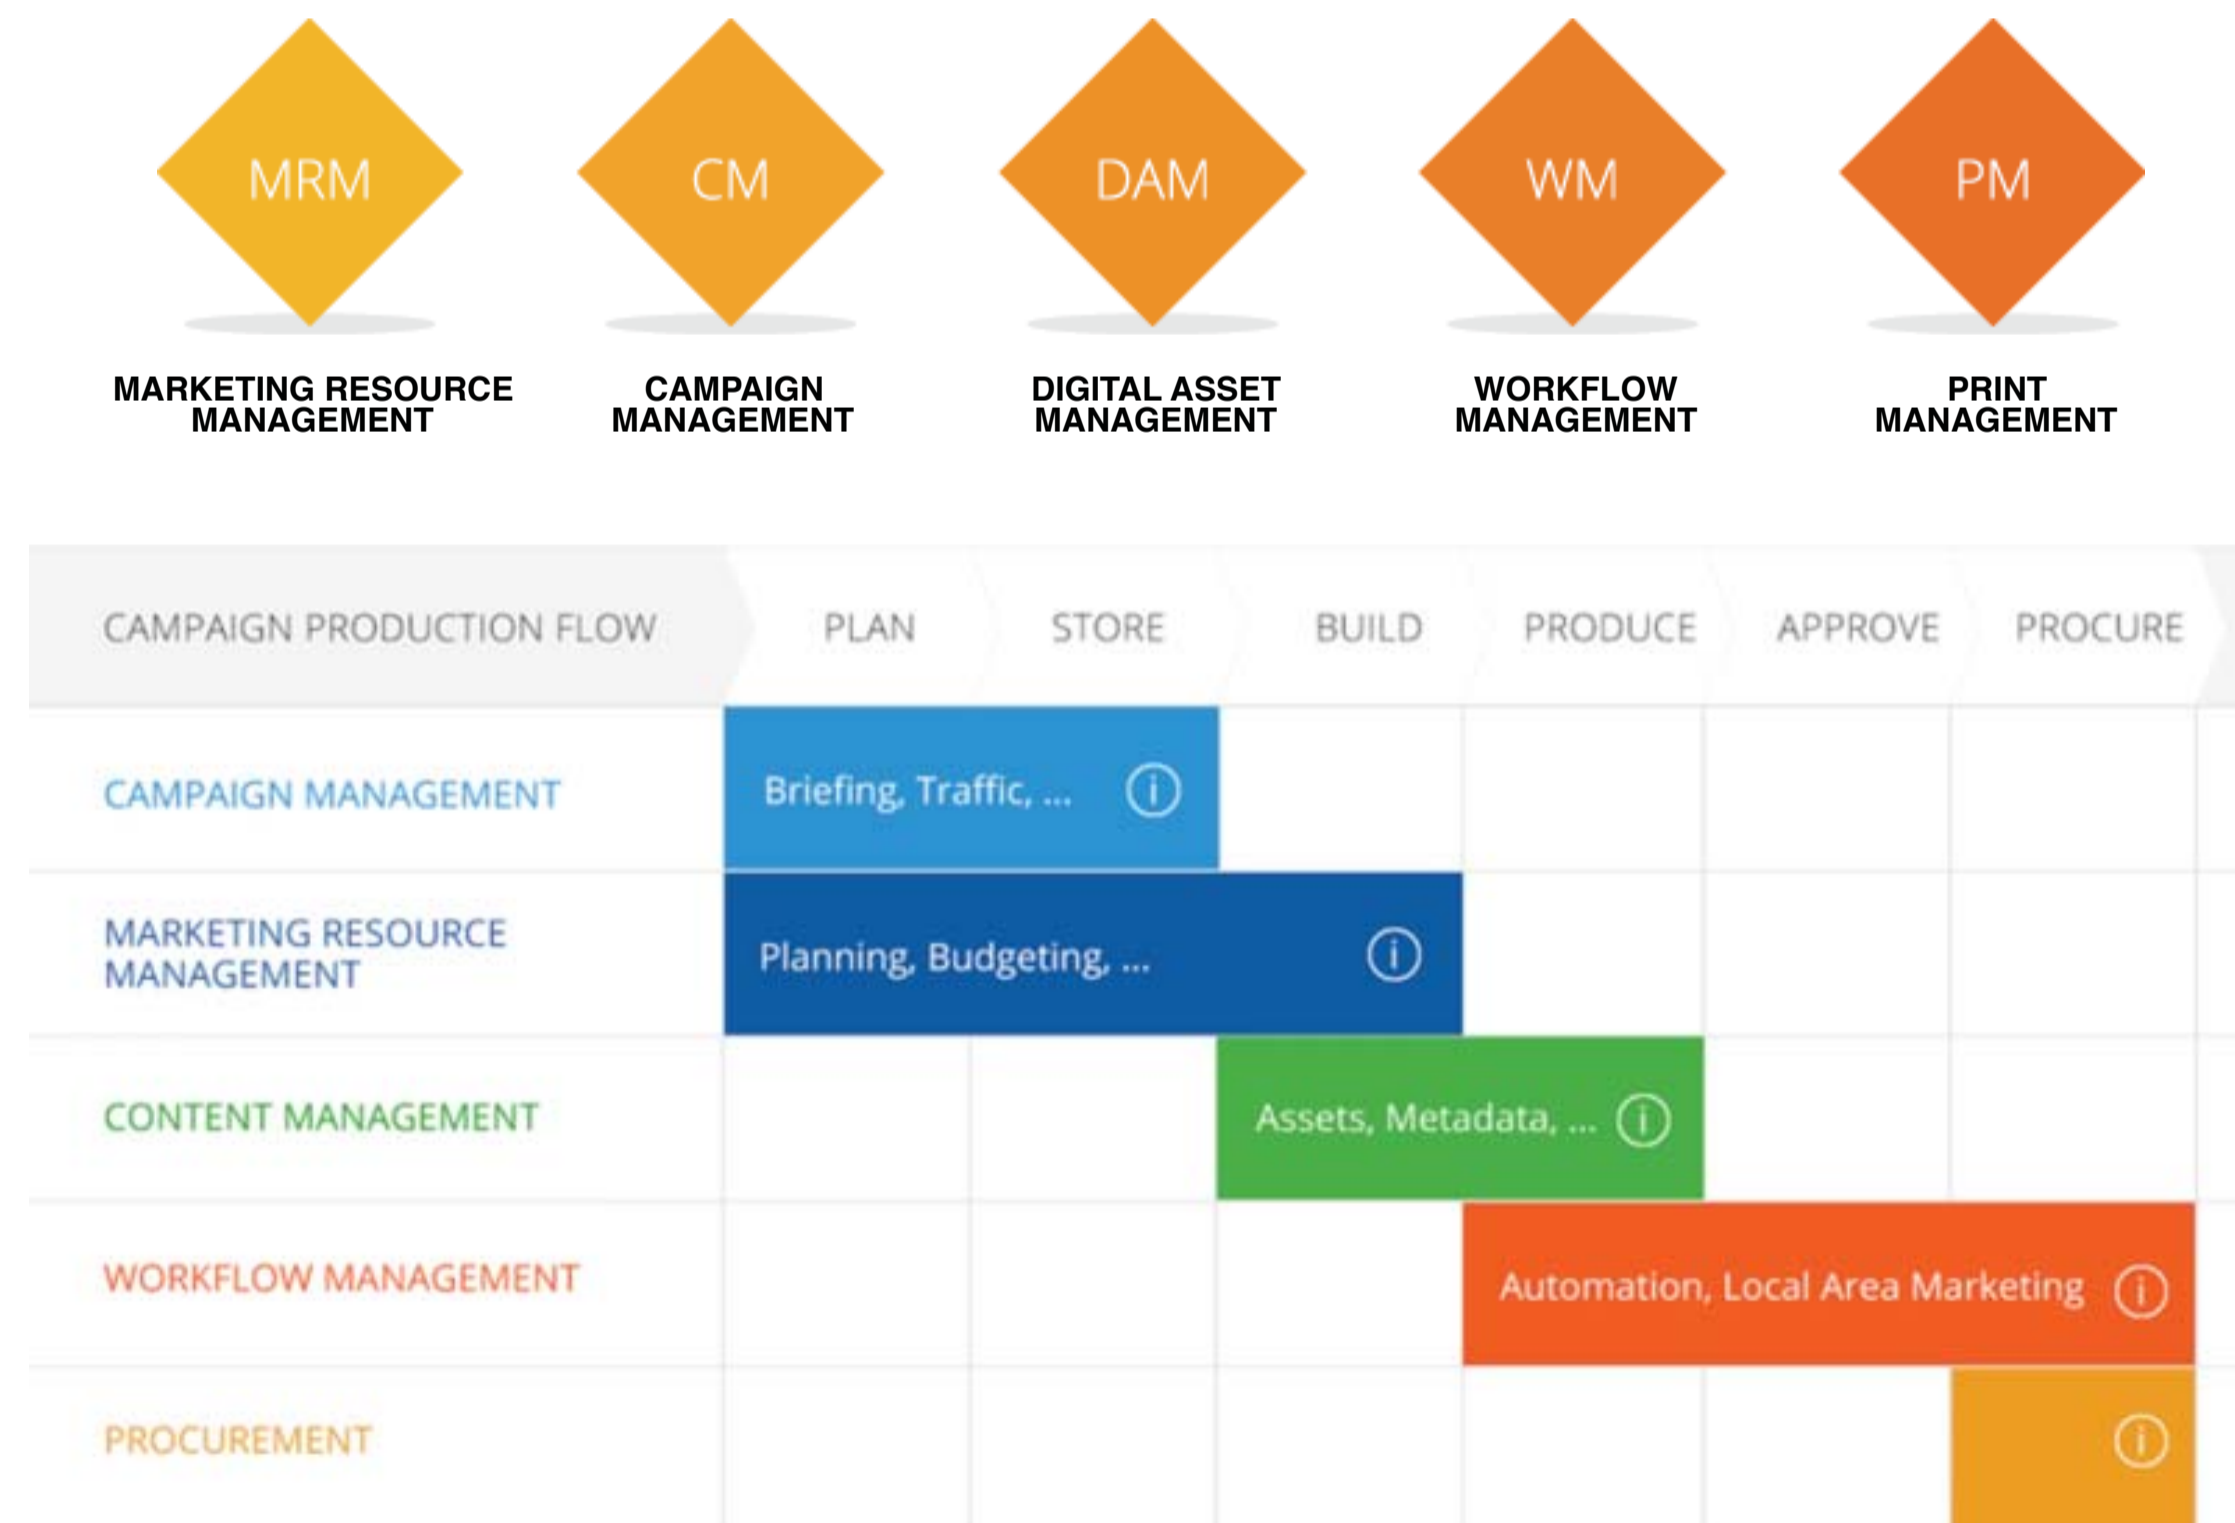 MRM
CM
DAM
WM
PM
MARKETING RESOURCE
MANAGEMENT
CAMPAIGN
MANAGEMENT
DIGITAL ASSET
MANAGEMENT
WORKFLOW
MANAGEMENT
PRINT
MANAGEMENT
CAMPAIGN PRODUCTION FLOW
PLAN
STORE
BUILD
PRODUCE
APPROVE
PROCURE
CAMPAIGN MANAGEMENT
Briefing, Traffic, ...
i
MARKETING RESOURCE
MANAGEMENT
Planning, Budgeting, ...
i
CONTENT MANAGEMENT
Assets, Metadata, ...
i
WORKFLOW MANAGEMENT
Automation, Local Area Marketing
i
PROCUREMENT
i